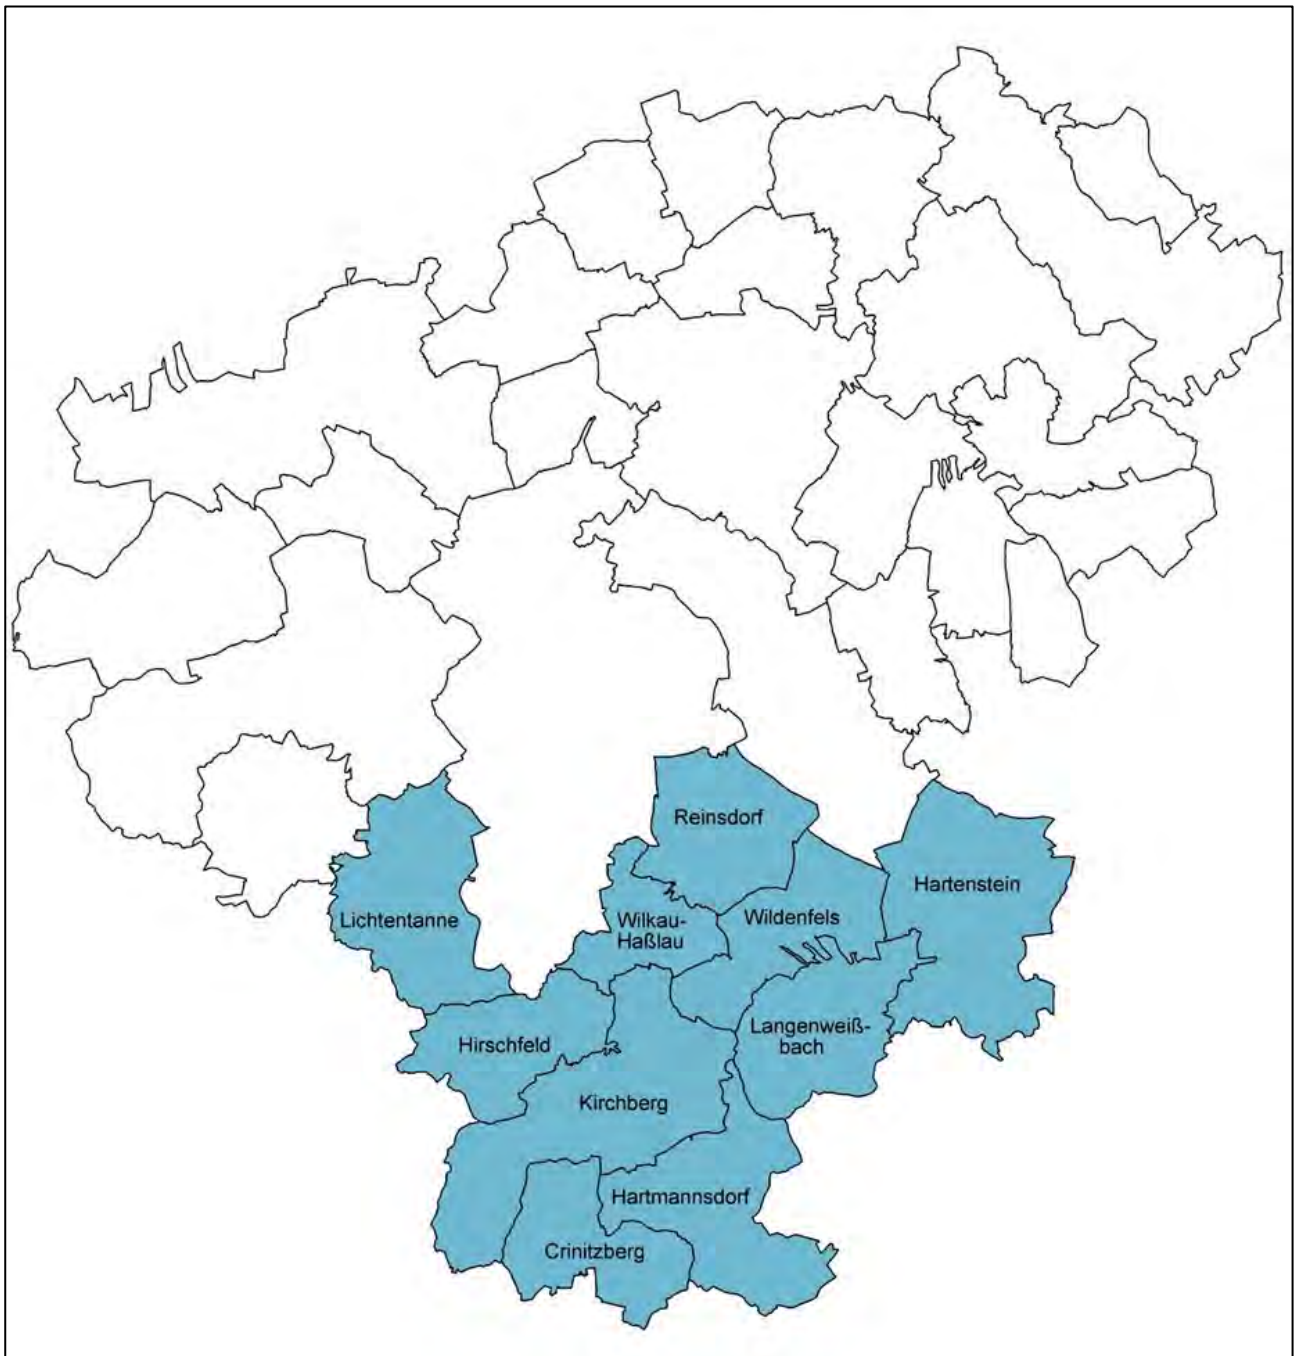 Reinsdorf
Hartenstein
Lichtentanne
Wilkau-
Haßlau
Wildenfels
Langenweiß-
bach
Hirschfeld
Kirchberg
Hartmannsdorf
Crinitzberg